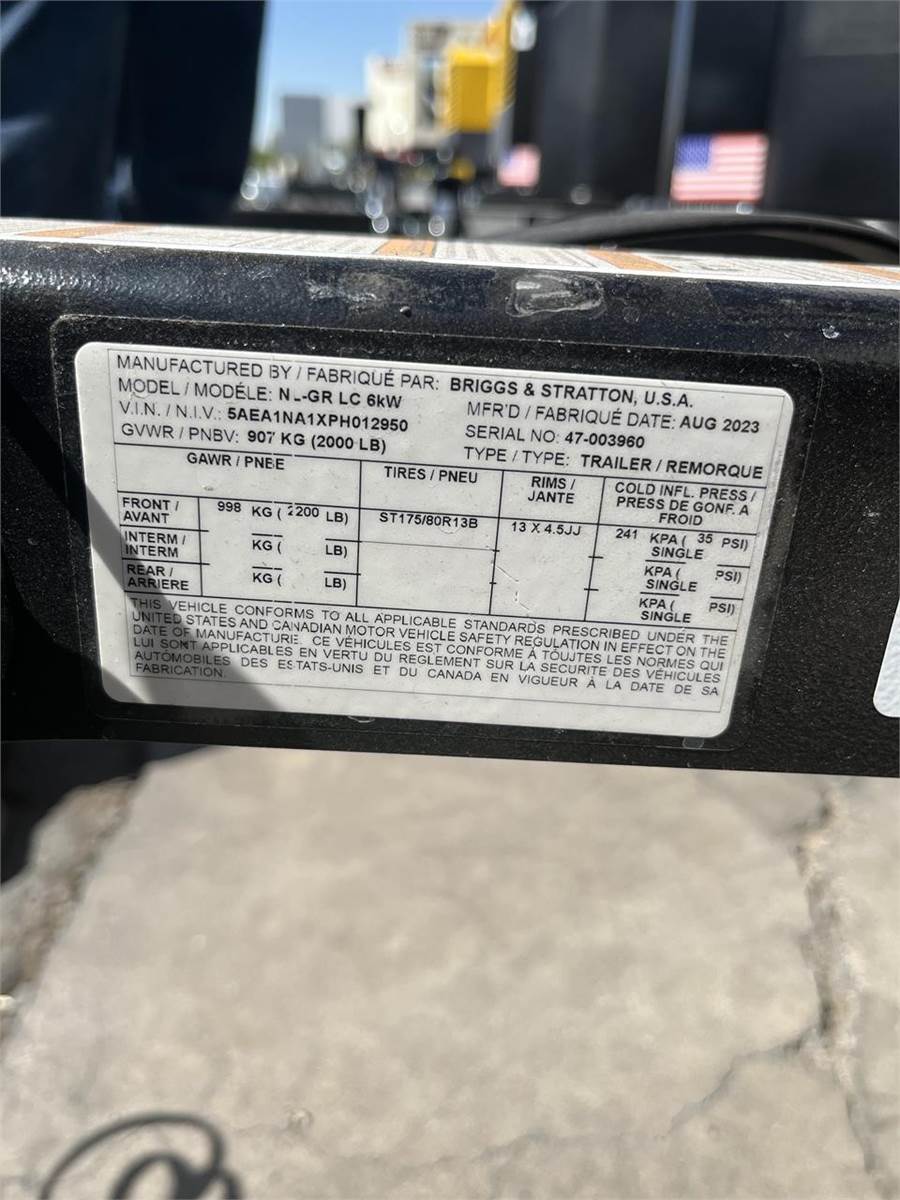 MANUFACTURED BY / FABRIQUÉ PAR: BRIGGS & STRATTON, U.S.A.
MODEL / MODÉLE: NL-GR LC 6kW
MFR'D / FABRIQUÉ DATE: AUG 2023
V.I.N. / N.I.V.: 5AEA1NA1XPH012950
SERIAL NO: 47-003960
GVWR / PNBV: 907 KG (2000 LB)
TYPE / TYPE: TRAILER / REMORQUE
GAWR / PNBE TIRES / PNEU RIMS / JANTE COLD INFL. PRESS / PRESS DE GONF. A FROID
FRONT / AVANT 998 KG ( 2200 LB) ST175/80R13B 13 X 4.5JJ 241 KPA ( 35 PSI) SINGLE
INTERM / INTERM KG ( LB) KPA ( PSI) SINGLE
REAR / ARRIERE KG ( LB) KPA ( PSI) SINGLE
THIS VEHICLE CONFORMS TO ALL APPLICABLE STANDARDS PRESCRIBED UNDER THE
UNITED STATES AND CANADIAN MOTOR VEHICLE SAFETY REGULATION IN EFFECT ON THE
DATE OF MANUFACTURE. CE VÉHICULES EST CONFORME À TOUJTES LES NORMES QUI
LUI SONT APPLICABLES EN VERTU DU REGLEMENT SUR LA SECURITE DES VÉHICULES
AUTOMOBILES DES ESTATS-UNIS ET DU CANADA EN VIGUEUR À LA DATE DE SA
FABRICATION.